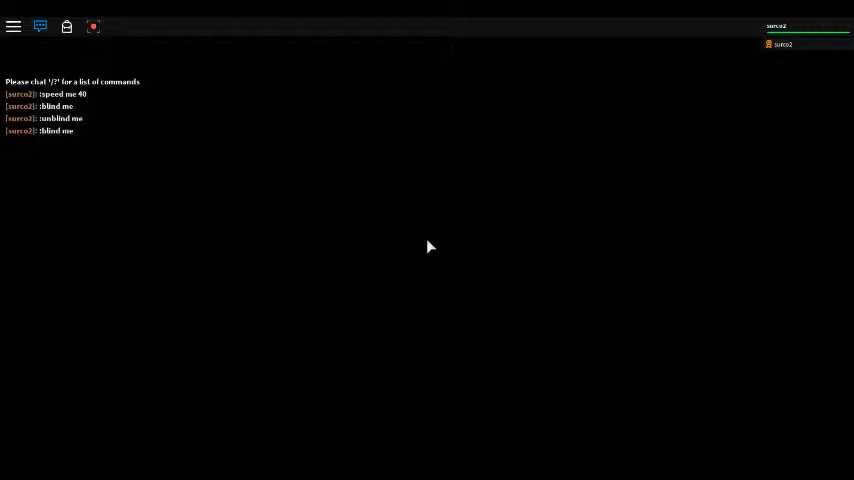 surco2
surco2
Please chat '/?' for a list of commands
[surco2]: :speed me 40
[surco2]: :blind me
[surco2]: :unblind me
[surco2]: :blind me